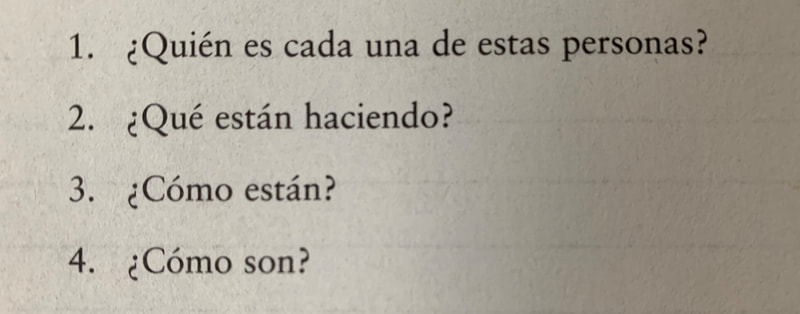 1. ¿Quién es cada una de estas personas?
2. ¿Qué están haciendo?
3. ¿Cómo están?
4. ¿Cómo son?